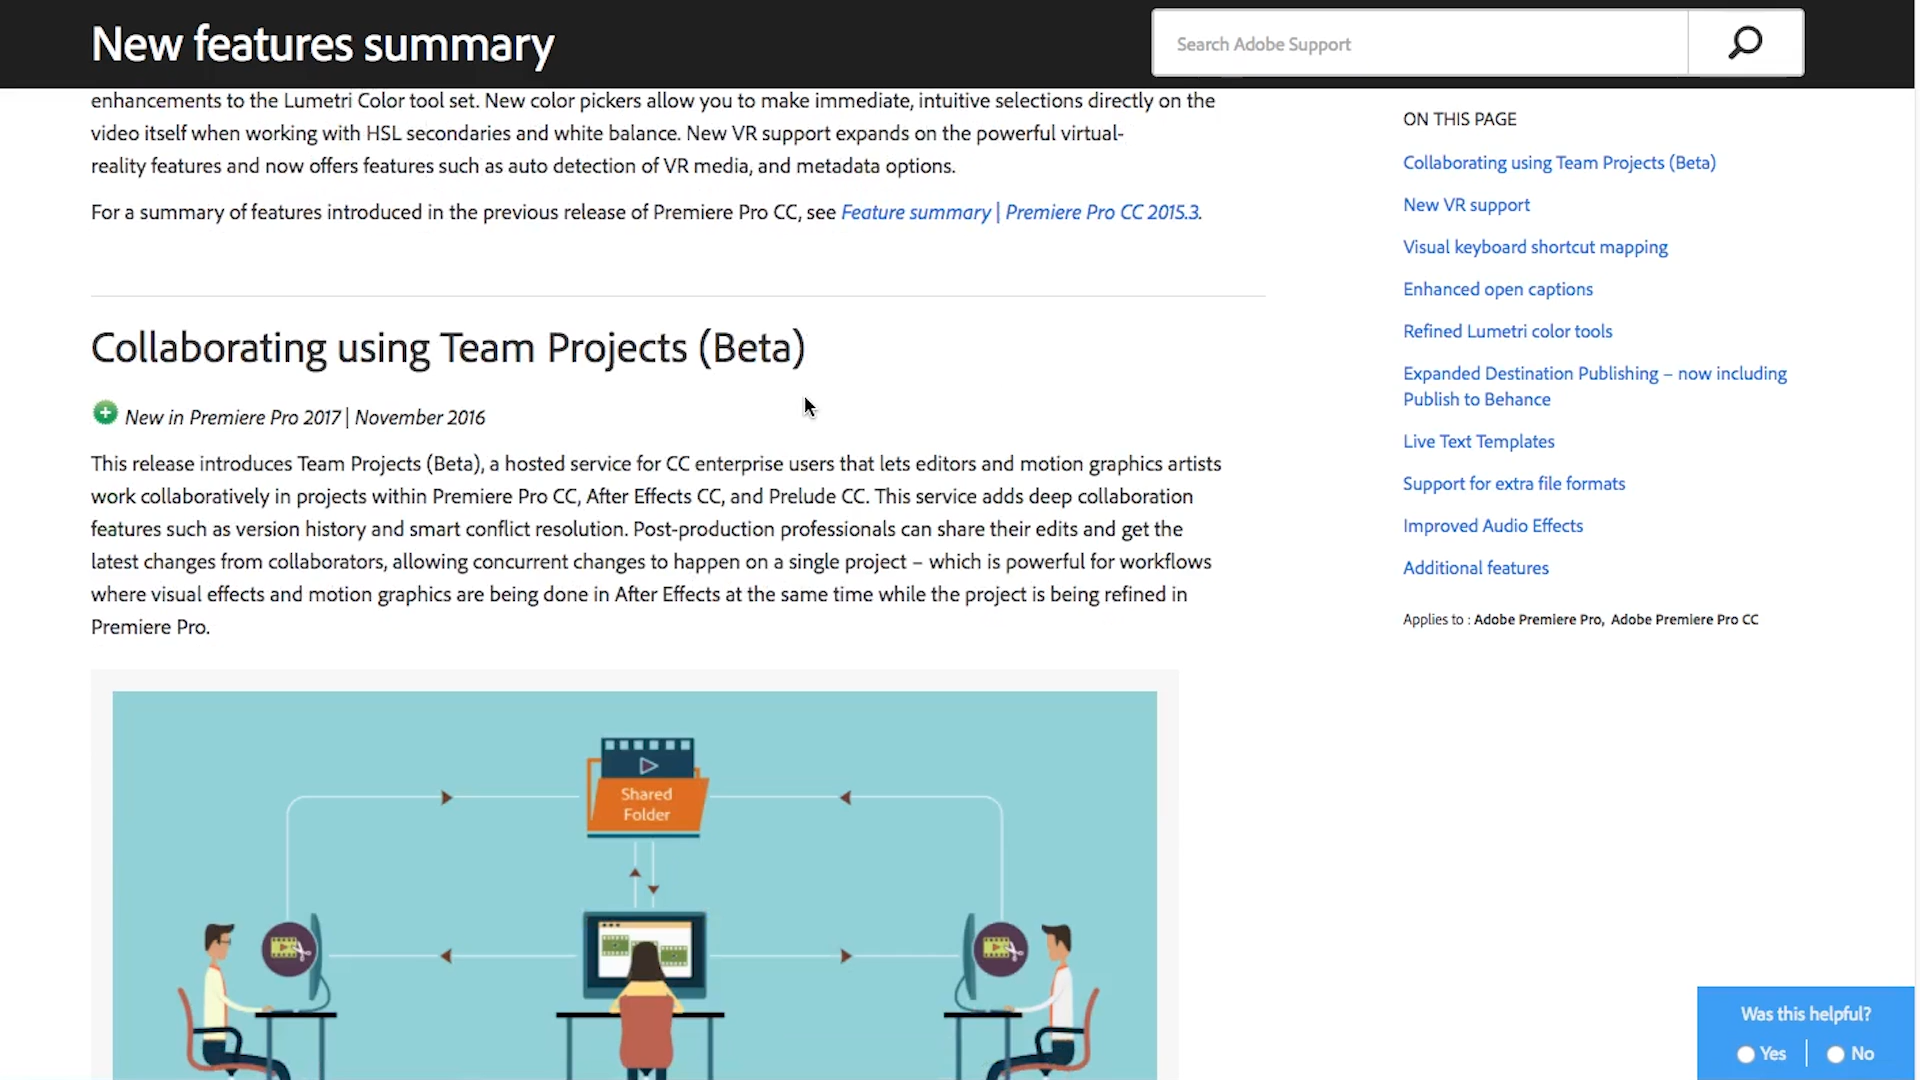 New features summary
Search Adobe Support
enhancements to the Lumetri Color tool set. New color pickers allow you to make immediate, intuitive selections directly on the
video itself when working with HSL secondaries and white balance. New VR support expands on the powerful virtual-
reality features and now offers features such as auto detection of VR media, and metadata options.
For a summary of features introduced in the previous release of Premiere Pro CC, see Feature summary | Premiere Pro CC 2015.3.
Collaborating using Team Projects (Beta)
New in Premiere Pro 2017 | November 2016
This release introduces Team Projects (Beta), a hosted service for CC enterprise users that lets editors and motion graphics artists
work collaboratively in projects within Premiere Pro CC, After Effects CC, and Prelude CC. This service adds deep collaboration
features such as version history and smart conflict resolution. Post-production professionals can share their edits and get the
latest changes from collaborators, allowing concurrent changes to happen on a single project – which is powerful for workflows
where visual effects and motion graphics are being done in After Effects at the same time while the project is being refined in
Premiere Pro.
Shared
Folder
ON THIS PAGE
Collaborating using Team Projects (Beta)
New VR support
Visual keyboard shortcut mapping
Enhanced open captions
Refined Lumetri color tools
Expanded Destination Publishing – now including
Publish to Behance
Live Text Templates
Support for extra file formats
Improved Audio Effects
Additional features
Applies to : Adobe Premiere Pro, Adobe Premiere Pro CC
Was this helpful?
Yes | No